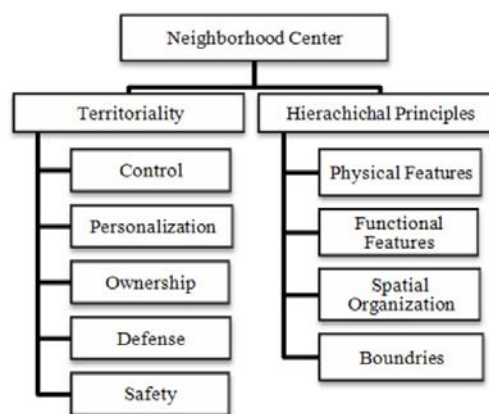 Neighborhood Center
Territoriality
Hierachichal Principles
Control
Personalization
Ownership
Defense
Safety
Physical Features
Functional
Features
Spatial
Organization
Boundries